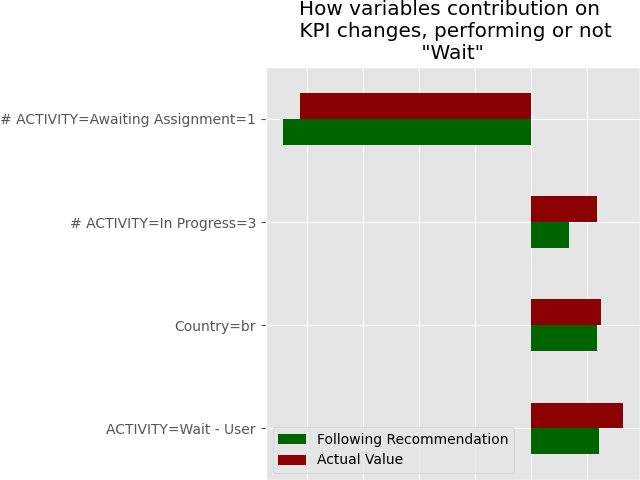 How variables contribution on
KPI changes, performing or not
"Wait"
# ACTIVITY=Awaiting Assignment=1
# ACTIVITY=In Progress=3
Country=br
ACTIVITY=Wait - User
Following Recommendation
Actual Value